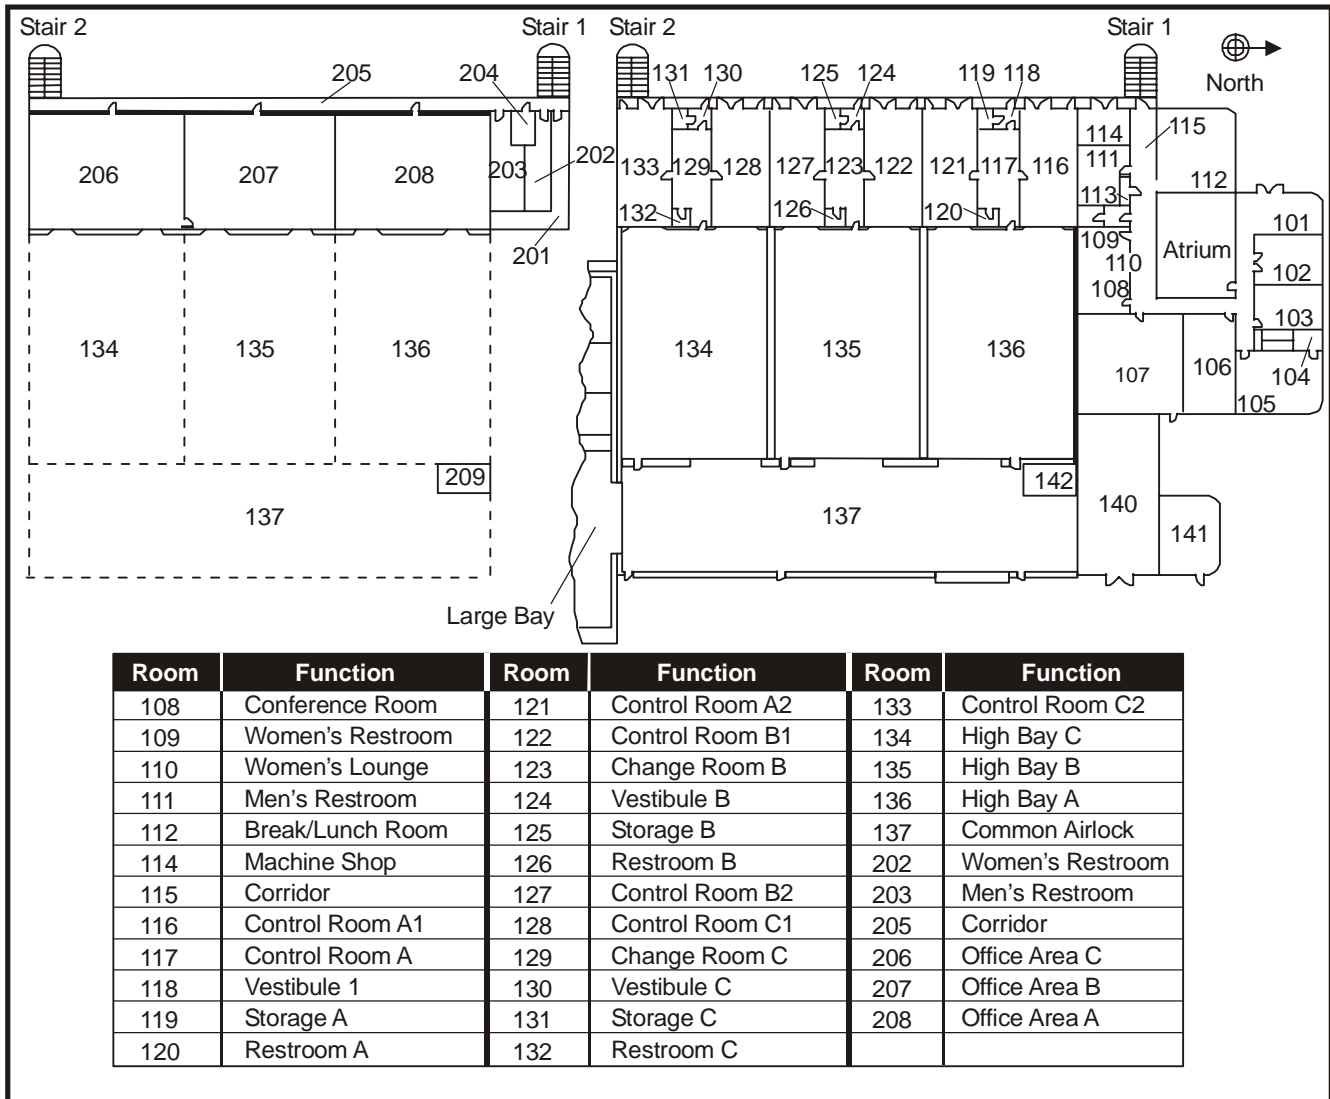 Stair 2 Stair 1 Stair 2 Stair 1
North
205 204 131 130 125 124 119 118
206 207 208 203 202
201
133 129 128 127 123 122 121 117 116 114 115
111
113 112
132 126 120
109 110 108
Atrium
101
102
103
104
105
106
107
134 135 136 134 135 136
209 142
137 137
140 141
Large Bay
Room Function Room Function Room Function
108 Conference Room 121 Control Room A2 133 Control Room C2
109 Women's Restroom 122 Control Room B1 134 High Bay C
110 Women's Lounge 123 Change Room B 135 High Bay B
111 Men's Restroom 124 Vestibule B 136 High Bay A
112 Break/Lunch Room 125 Storage B 137 Common Airlock
114 Machine Shop 126 Restroom B 202 Women's Restroom
115 Corridor 127 Control Room B2 203 Men's Restroom
116 Control Room A1 128 Control Room C1 205 Corridor
117 Control Room A 129 Change Room C 206 Office Area C
118 Vestibule 1 130 Vestibule C 207 Office Area B
119 Storage A 131 Storage C 208 Office Area A
120 Restroom A 132 Restroom C